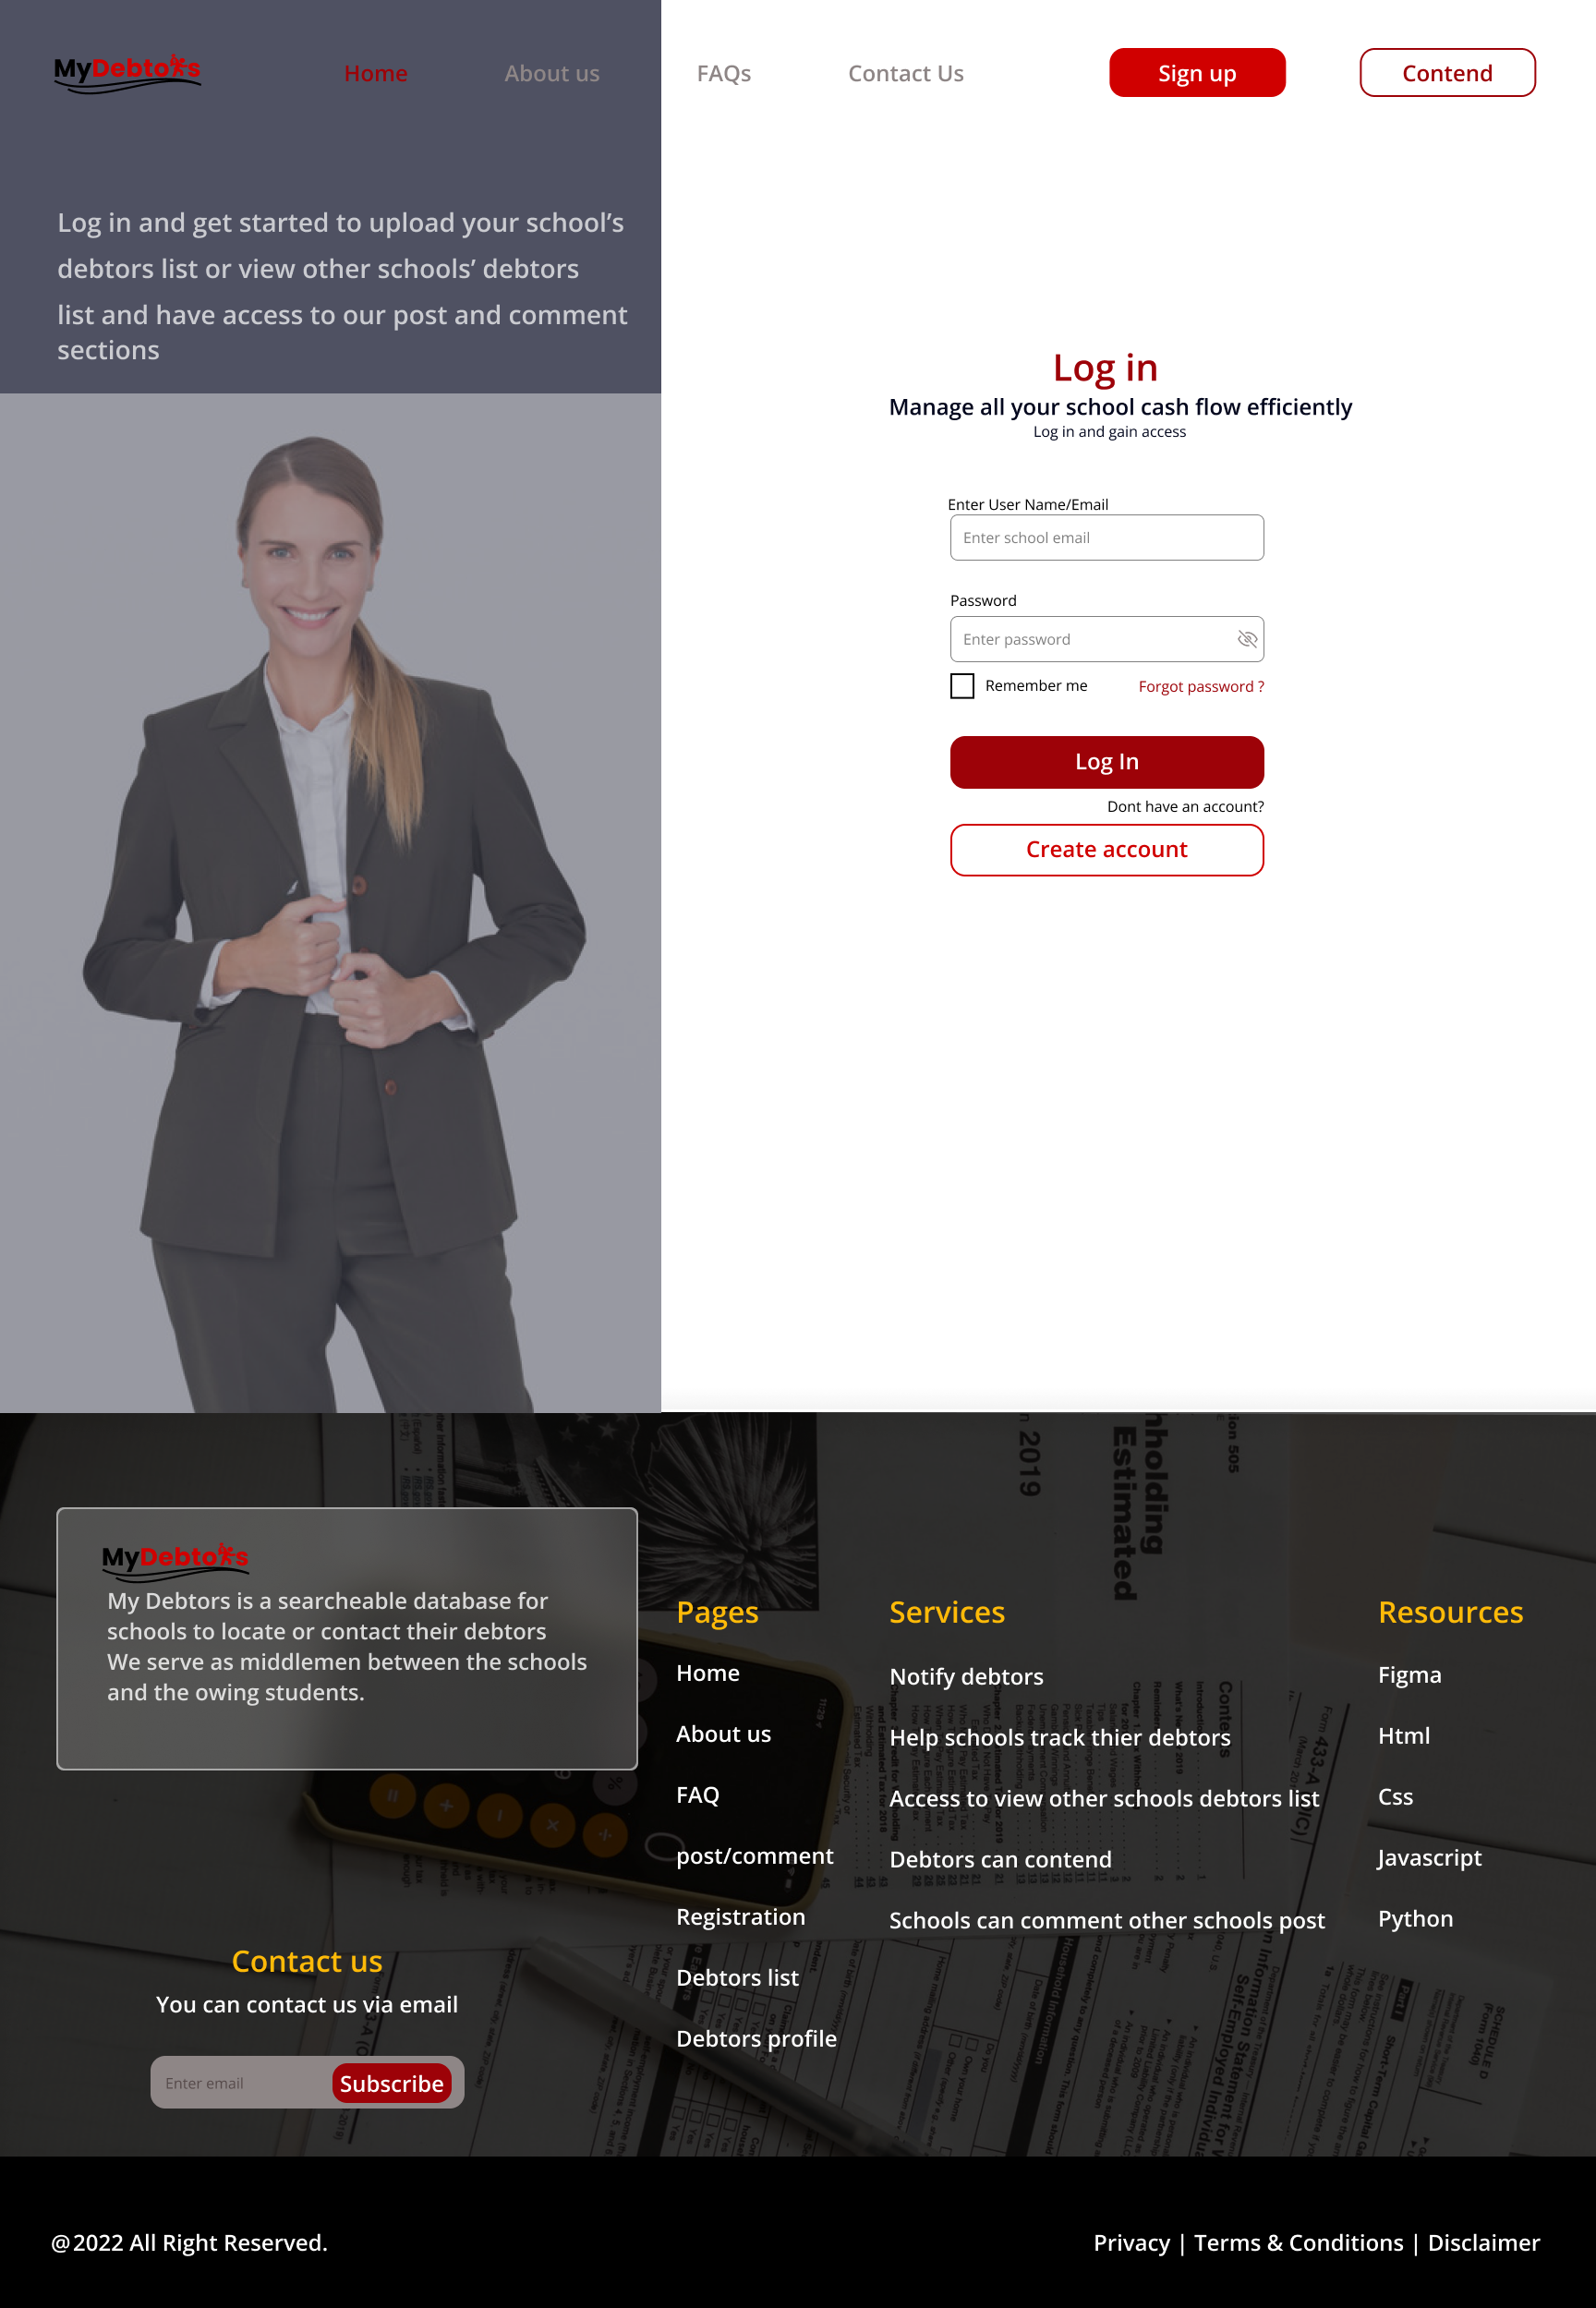 MyDebtors
Home
About us
FAQs
Contact Us
Sign up
Contend
Log in and get started to upload your school’s
debtors list or view other schools’ debtors
list and have access to our post and comment
sections
Log in
Manage all your school cash flow efficiently
Log in and gain access
Enter User Name/Email
Enter school email
Password
Enter password
Remember me
Forgot password ?
Log In
Dont have an account?
Create account
MyDebtors
My Debtors is a searcheable database for
schools to locate or contact their debtors
We serve as middlemen between the schools
and the owing students.
Pages
Home
About us
FAQ
post/comment
Registration
Debtors list
Debtors profile
Services
Notify debtors
Help schools track thier debtors
Access to view other schools debtors list
Debtors can contend
Schools can comment other schools post
Resources
Figma
Html
Css
Javascript
Python
Contact us
You can contact us via email
Enter email
Subscribe
@2022 All Right Reserved.
Privacy | Terms & Conditions | Disclaimer